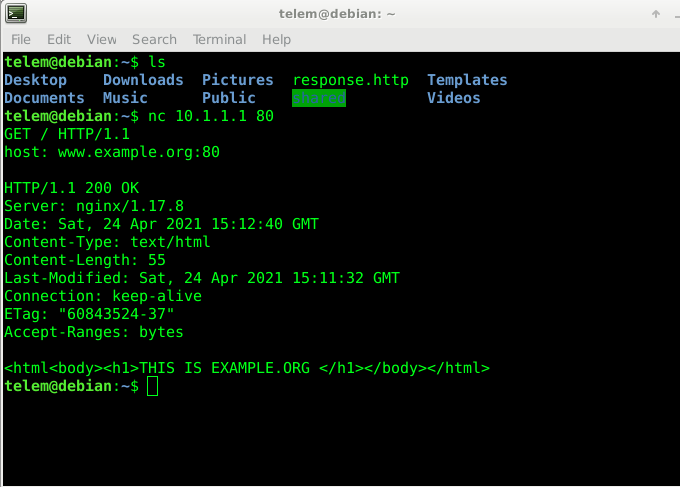 telem@debian: ~
File Edit View Search Terminal Help
telem@debian:~$ ls
Desktop Downloads Pictures response.http Templates
Documents Music Public shared Videos
telem@debian:~$ nc 10.1.1.1 80
GET / HTTP/1.1
host: www.example.org:80
HTTP/1.1 200 OK
Server: nginx/1.17.8
Date: Sat, 24 Apr 2021 15:12:40 GMT
Content-Type: text/html
Content-Length: 55
Last-Modified: Sat, 24 Apr 2021 15:11:32 GMT
Connection: keep-alive
ETag: "60843524-37"
Accept-Ranges: bytes
<html<body><h1>THIS IS EXAMPLE.ORG </h1></body></html>
telem@debian:~$